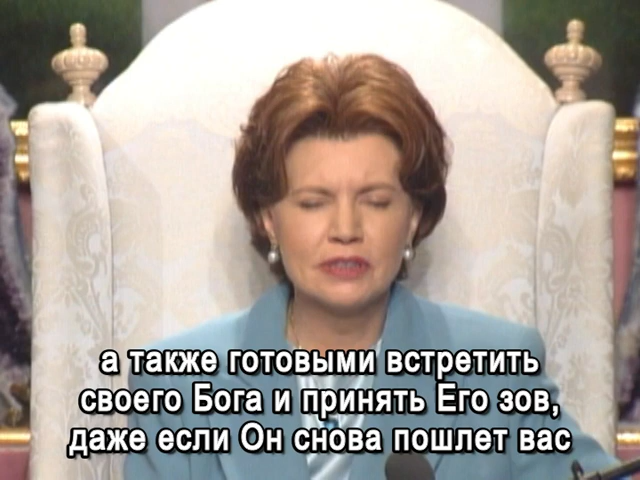 а также готовыми встретить
своего Бога и принять Его зов,
даже если Он снова пошлет вас